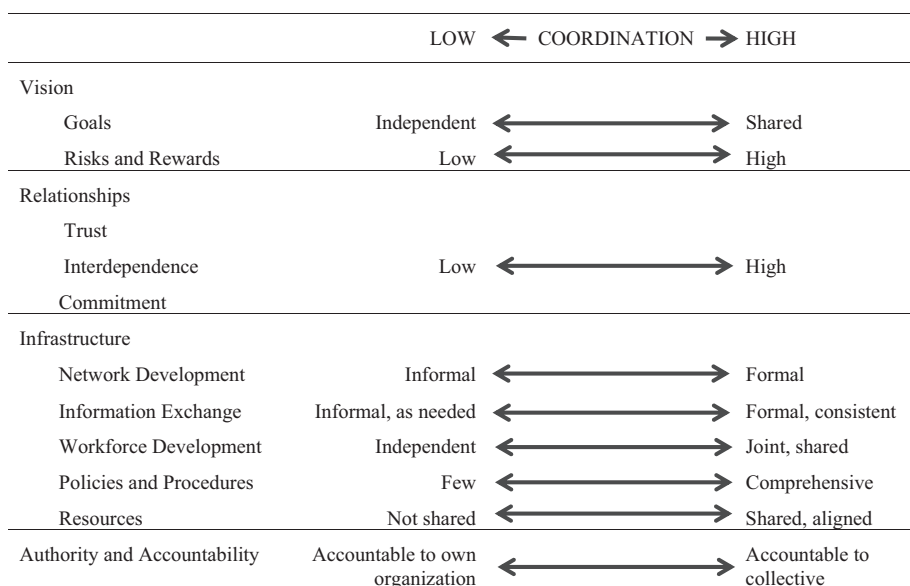 LOW COORDINATION HIGH
Vision
Goals Independent Shared
Risks and Rewards Low High
Relationships
Trust
Interdependence Low High
Commitment
Infrastructure
Network Development Informal Formal
Information Exchange Informal, as needed Formal, consistent
Workforce Development Independent Joint, shared
Policies and Procedures Few Comprehensive
Resources Not shared Shared, aligned
Authority and Accountability Accountable to own Accountable to
organization collective